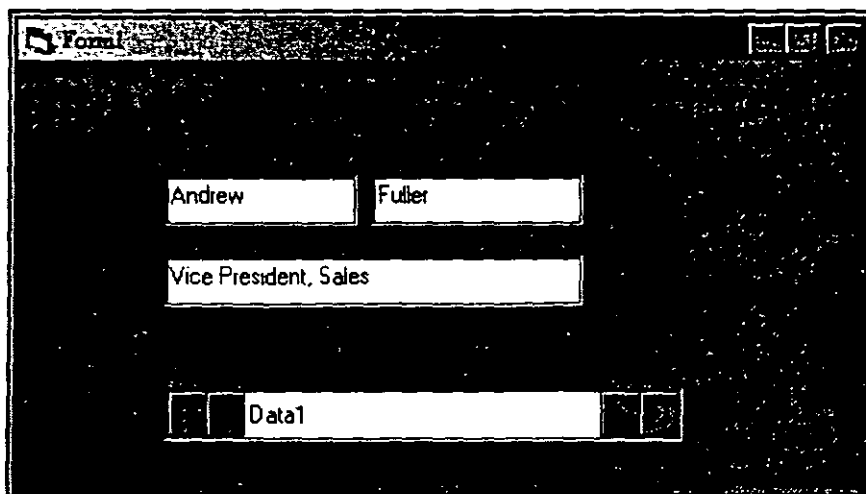 Form1
Andrew Fuller
Vice President, Sales
Data1